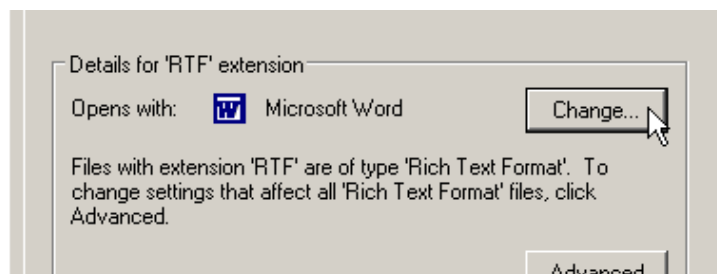 Details for 'RTF' extension
Opens with: Microsoft Word Change...
Files with extension 'RTF' are of type 'Rich Text Format'. To
change settings that affect all 'Rich Text Format' files, click
Advanced.
Advanced